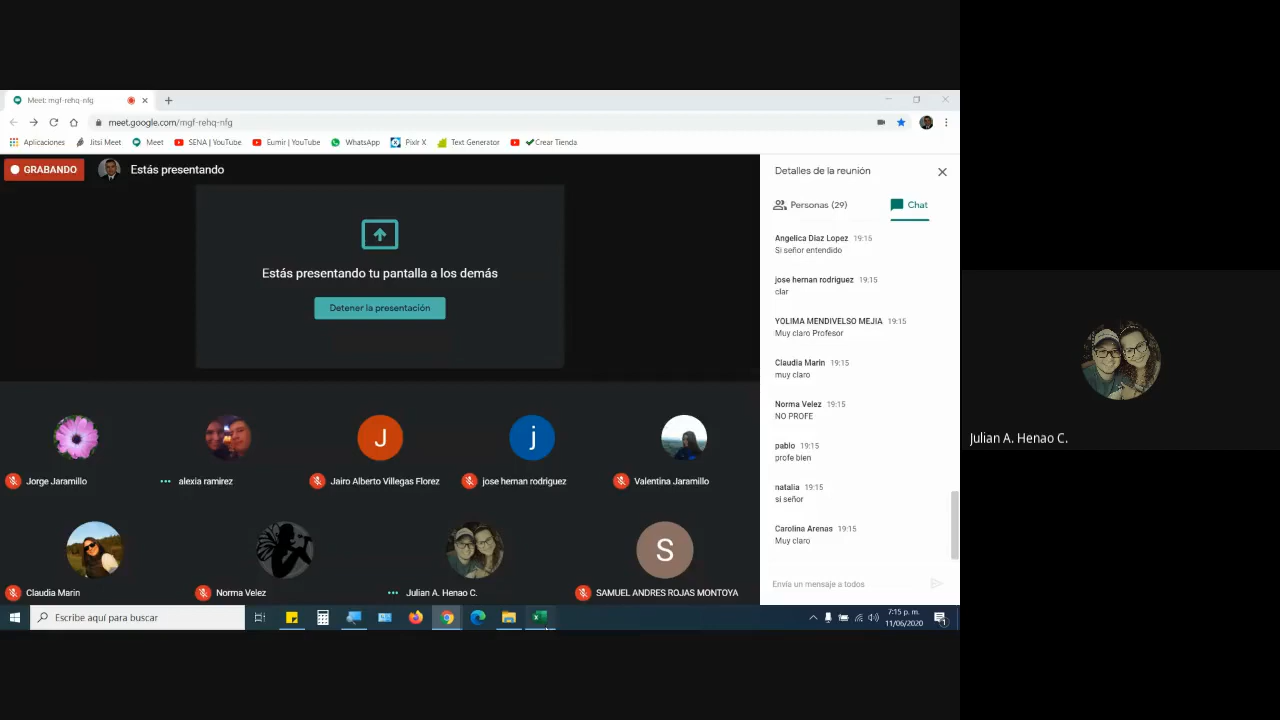 Meet: mgf-rehq-nfg
meet.google.com/mgf-rehq-nfg
Aplicaciones
Jitsi Meet
Meet
SENA | YouTube
Eumir | YouTube
WhatsApp
Pixlr X
Text Generator
Crear Tienda
GRABANDO
Estás presentando
Detalles de la reunión
Personas (29)
Chat
Estás presentando tu pantalla a los demás
Detener la presentación
Angelica Diaz Lopez 19:15
Si señor entendido
jose hernan rodriguez 19:15
clar
YOLIMA MENDIVELSO MEJIA 19:15
Muy claro Profesor
Claudia Marin 19:15
muy claro
Norma Velez 19:15
NO PROFE
pablo 19:15
profe bien
natalia 19:15
si señor
Carolina Arenas 19:15
Muy claro
Envía un mensaje a todos
J
j
Jorge Jaramillo
alexia ramirez
Jairo Alberto Villegas Florez
jose hernan rodriguez
Valentina Jaramillo
S
Claudia Marin
Norma Velez
Julian A. Henao C.
SAMUEL ANDRES ROJAS MONTOYA
Escribe aquí para buscar
7:15 p. m.
11/06/2020
1
Julian A. Henao C.